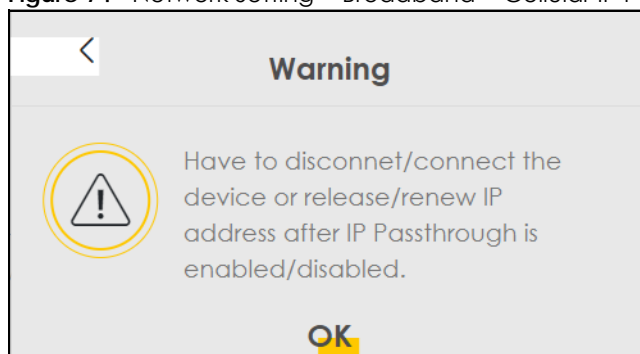 Warning
Have to disconnet/connect the
device or release/renew IP
address after IP Passthrough is
enabled/disabled.
OK